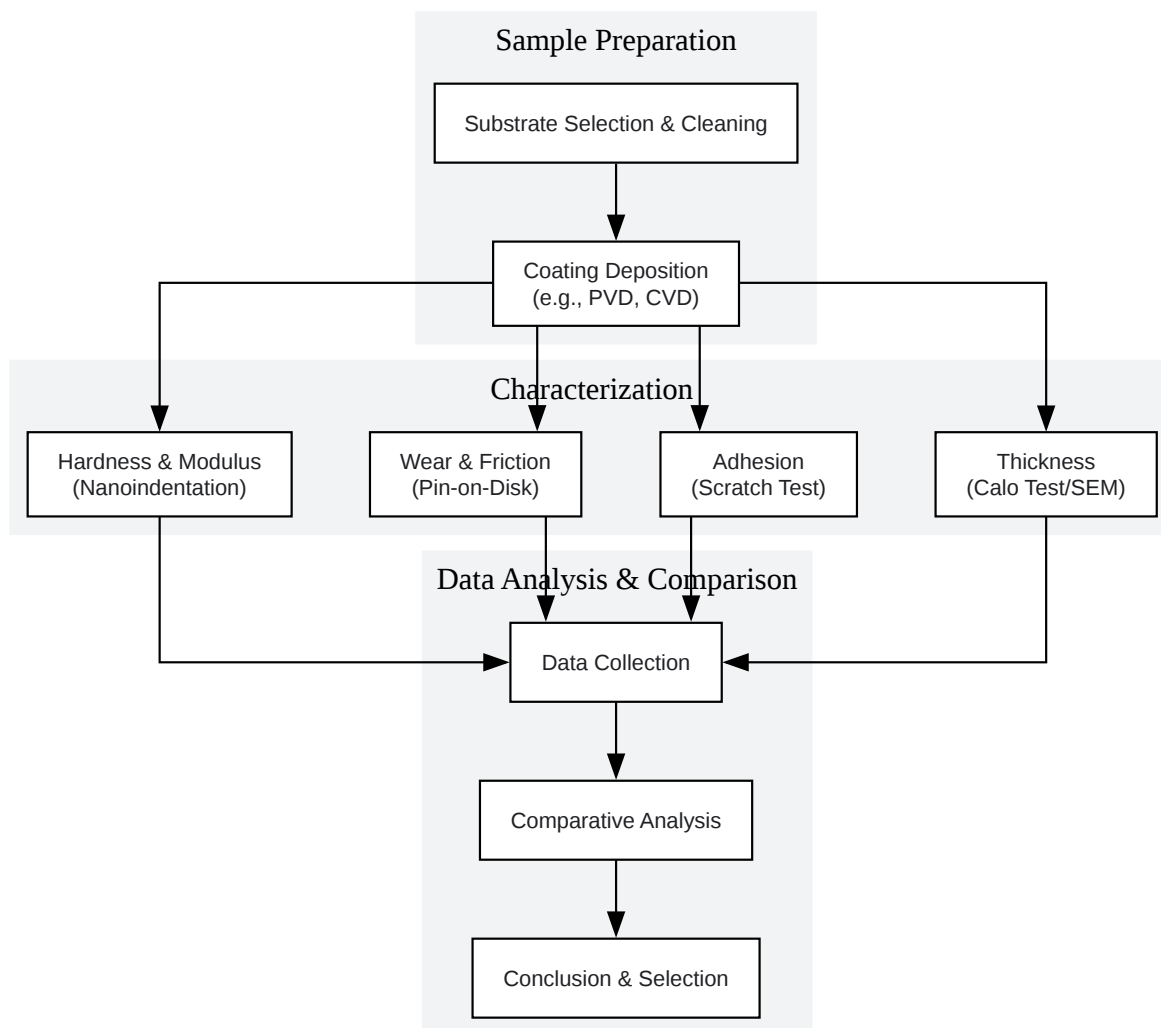 Sample Preparation
Substrate Selection & Cleaning
Coating Deposition
(e.g., PVD, CVD)
Characterization
Hardness & Modulus
(Nanoindentation)
Wear & Friction
(Pin-on-Disk)
Adhesion
(Scratch Test)
Thickness
(Calo Test/SEM)
Data Analysis & Comparison
Data Collection
Comparative Analysis
Conclusion & Selection